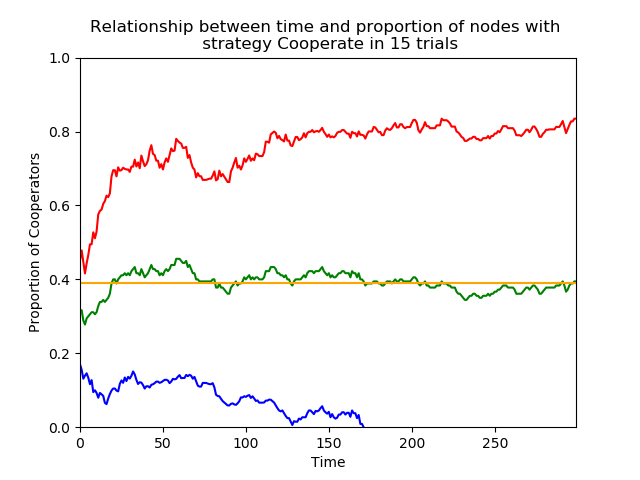 Relationship between time and proportion of nodes with
strategy Cooperate in 15 trials
1.0
0.8
0.6
0.4
0.2
0.0
Proportion of Cooperators
0 50 100 150 200 250
Time